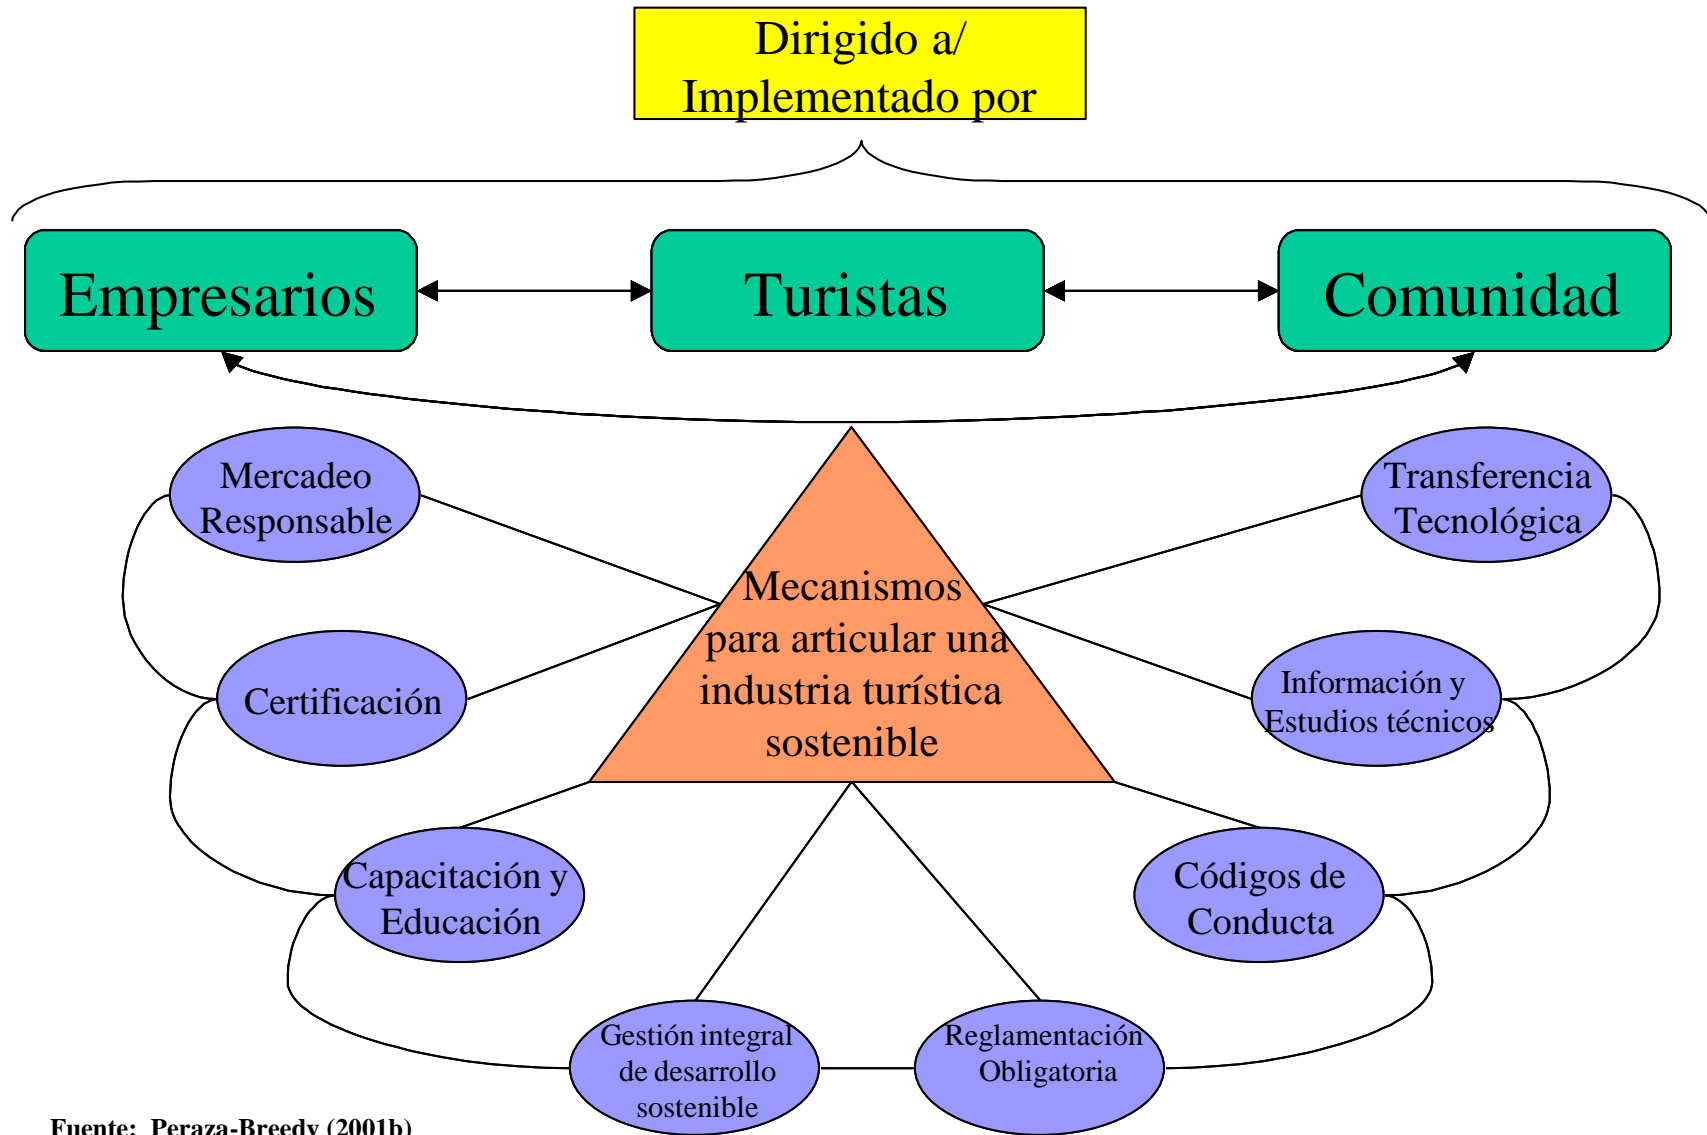 Dirigido a/
Implementado por
Empresarios
Turistas
Comunidad
Mercadeo
Responsable
Transferencia
Tecnológica
Mecanismos
para articular una
industria turística
sostenible
Certificación
Información y
Estudios técnicos
Capacitación y
Educación
Códigos de
Conducta
Gestión integral
de desarrollo
sostenible
Reglamentación
Obligatoria
Fuente: Peraza-Breedy (2001b)